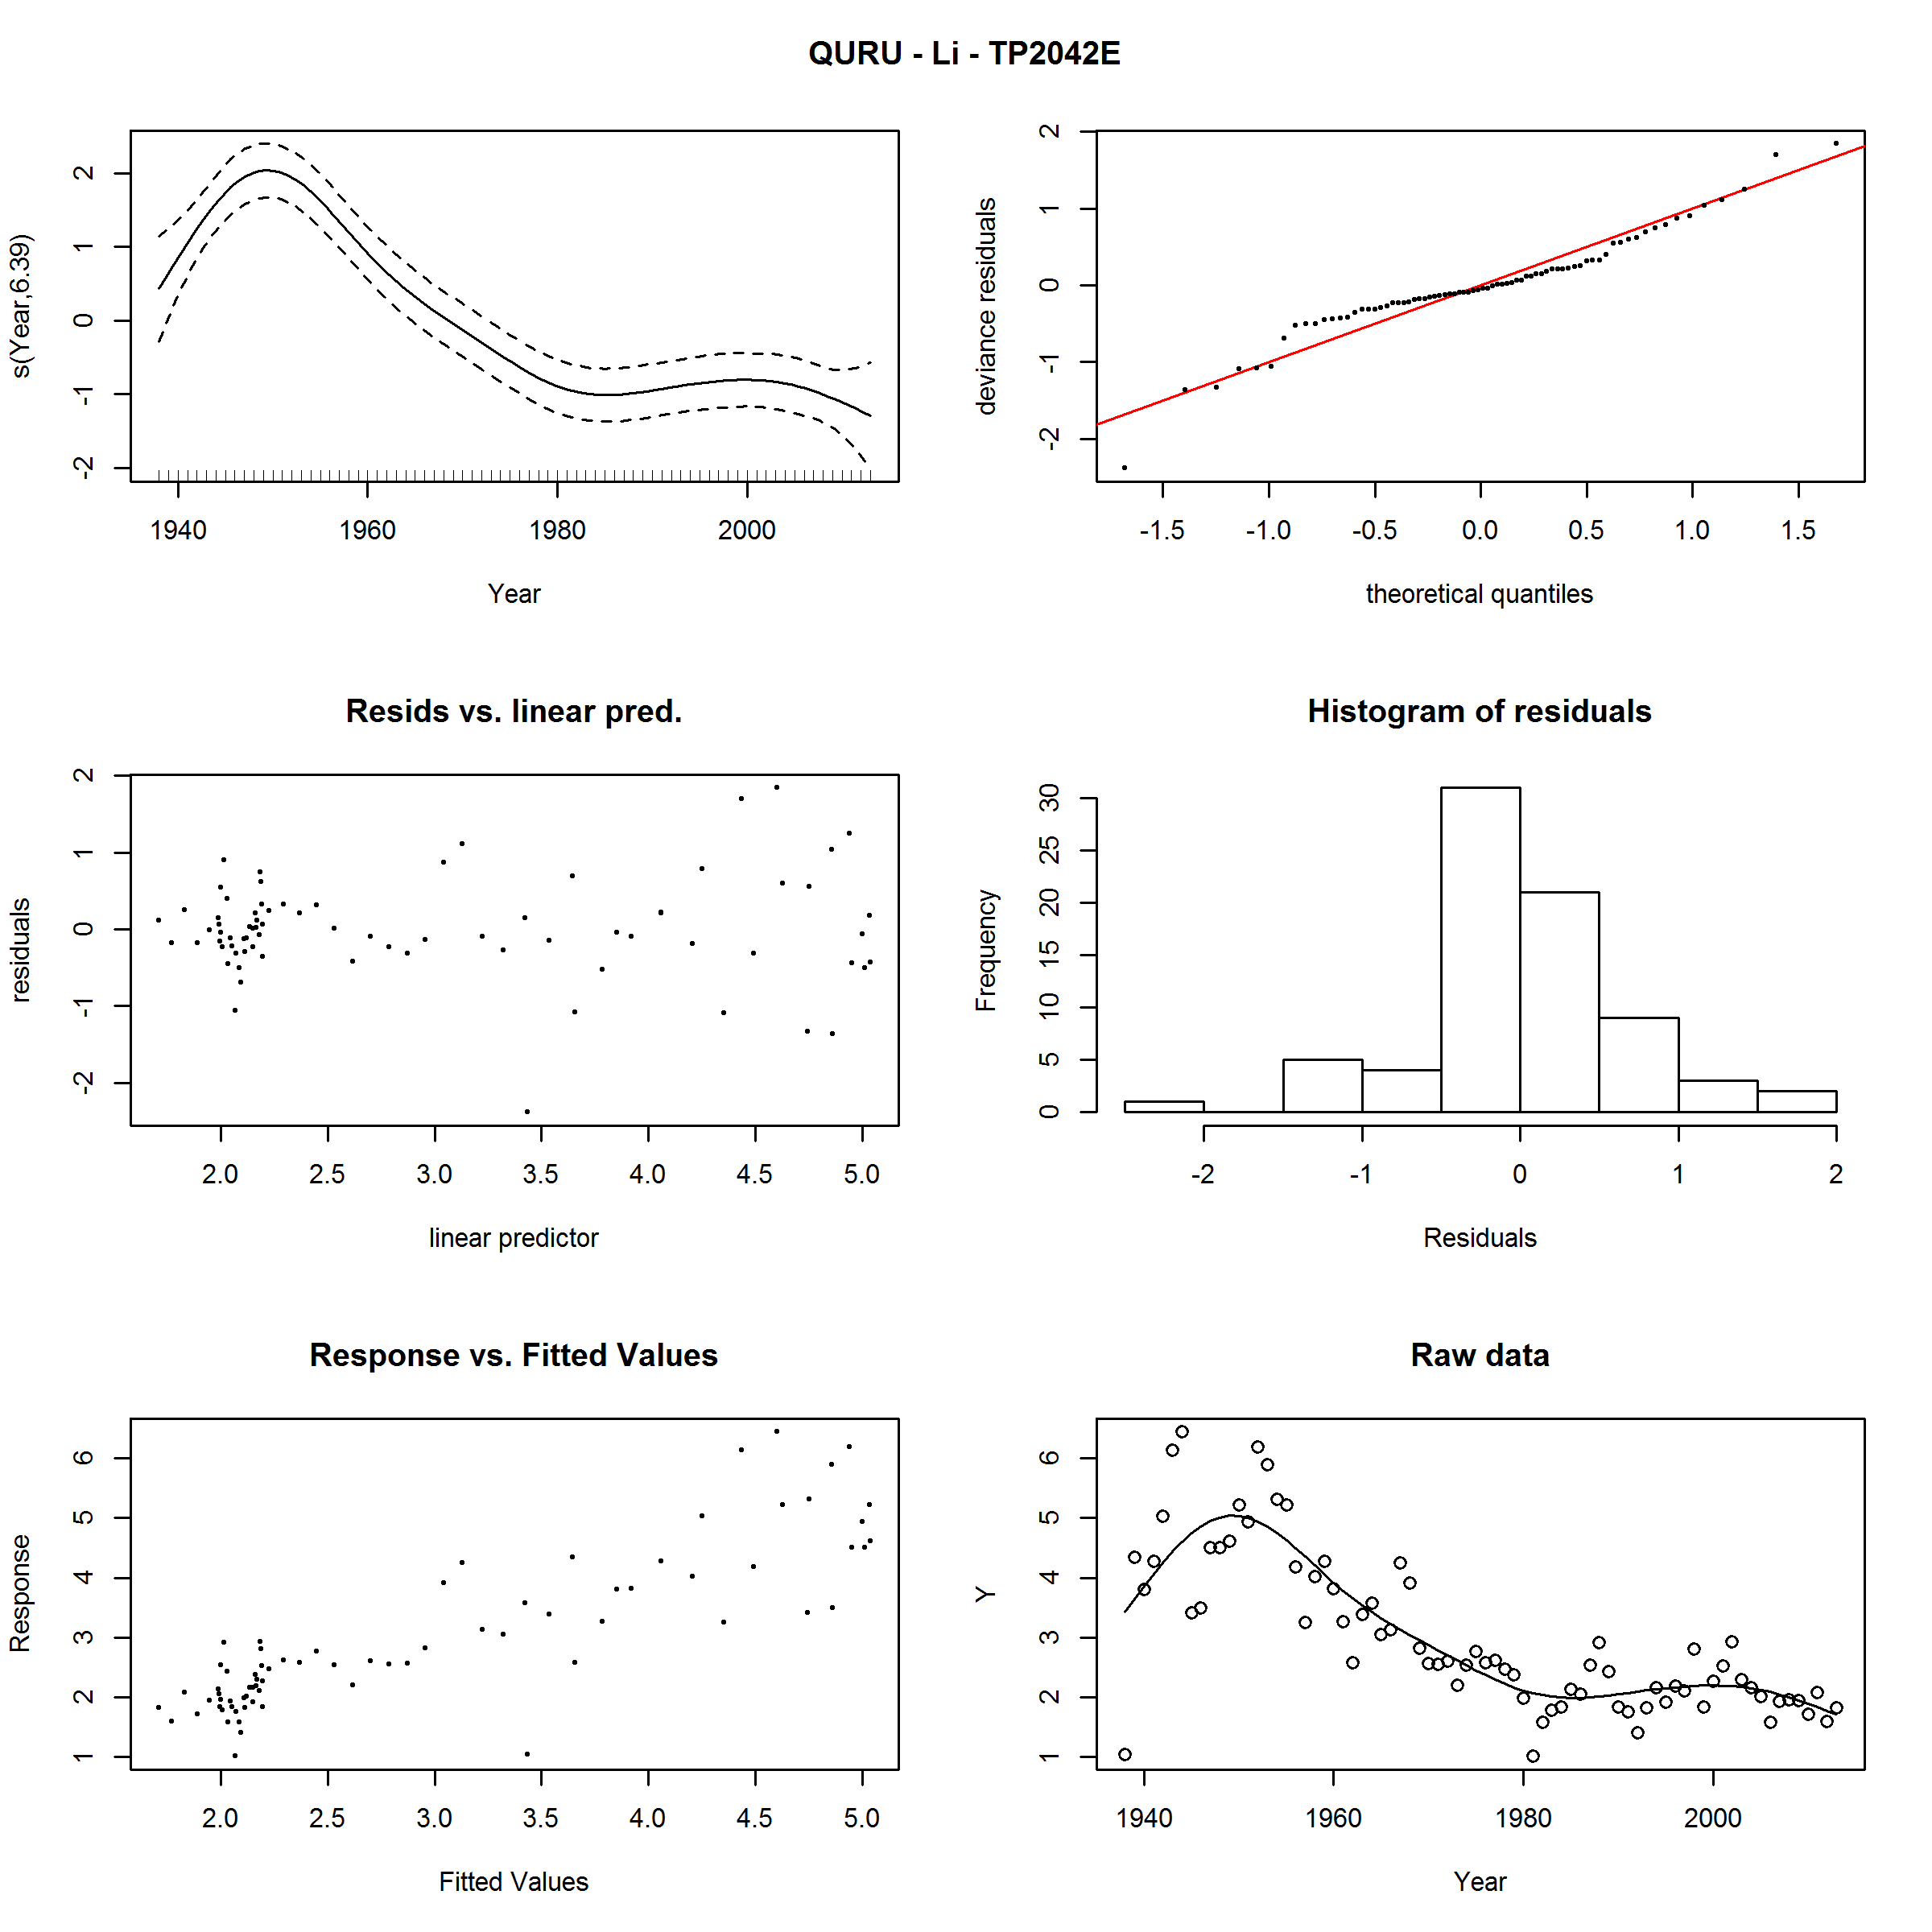 QURU - Li - TP2042E
s(Year,6.39)
2
1
0
-1
-2
1940 1960 1980 2000
Year
deviance residuals
2
1
0
-1
-2
-1.5 -1.0 -0.5 0.0 0.5 1.0 1.5
theoretical quantiles
Resids vs. linear pred.
residuals
2
1
0
-1
-2
2.0 2.5 3.0 3.5 4.0 4.5 5.0
linear predictor
Histogram of residuals
Frequency
30
25
20
15
10
5
0
-2 -1 0 1 2
Residuals
Response vs. Fitted Values
Response
6
5
4
3
2
1
2.0 2.5 3.0 3.5 4.0 4.5 5.0
Fitted Values
Raw data
Y
6
5
4
3
2
1
1940 1960 1980 2000
Year